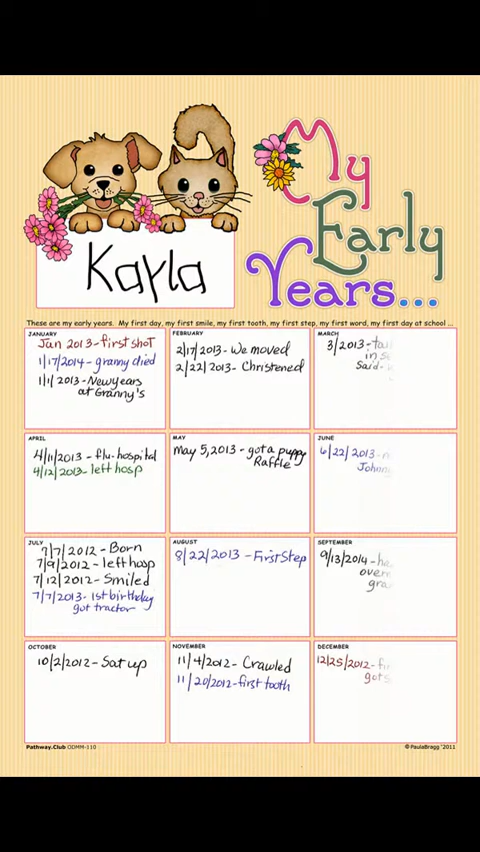 My
Early
Years...
Kayla
These are my early years. My first day, my first smile, my first tooth, my first step, my first word, my first day at school ...
JANUARY
Jan 2013-first shot
1/17/2014-granny died
1/1/2013-Newyears
at Granny's
FEBRUARY
2/17/2013-We moved
2/22/2013-Christened
MARCH
3/2013-
in
Said-
APRIL
4/11/2013-flu-hospital
4/12/2013-left hosp
MAY
May 5, 2013-got a puppy
Raffle
JUNE
6/22/2013-
JULY
7/7/2012-Born
7/9/2012-left hosp
7/12/2012-Smiled
7/7/2013-1st birthday
got tractor
AUGUST
8/22/2013-First Step
SEPTEMBER
9/13/2014-
OCTOBER
10/2/2012-Sat up
NOVEMBER
11/4/2012-Crawled
11/20/2012-first tooth
DECEMBER
12/25/2012-
got
Pathway.Club ODMM-110
©PaulaBragg '2011